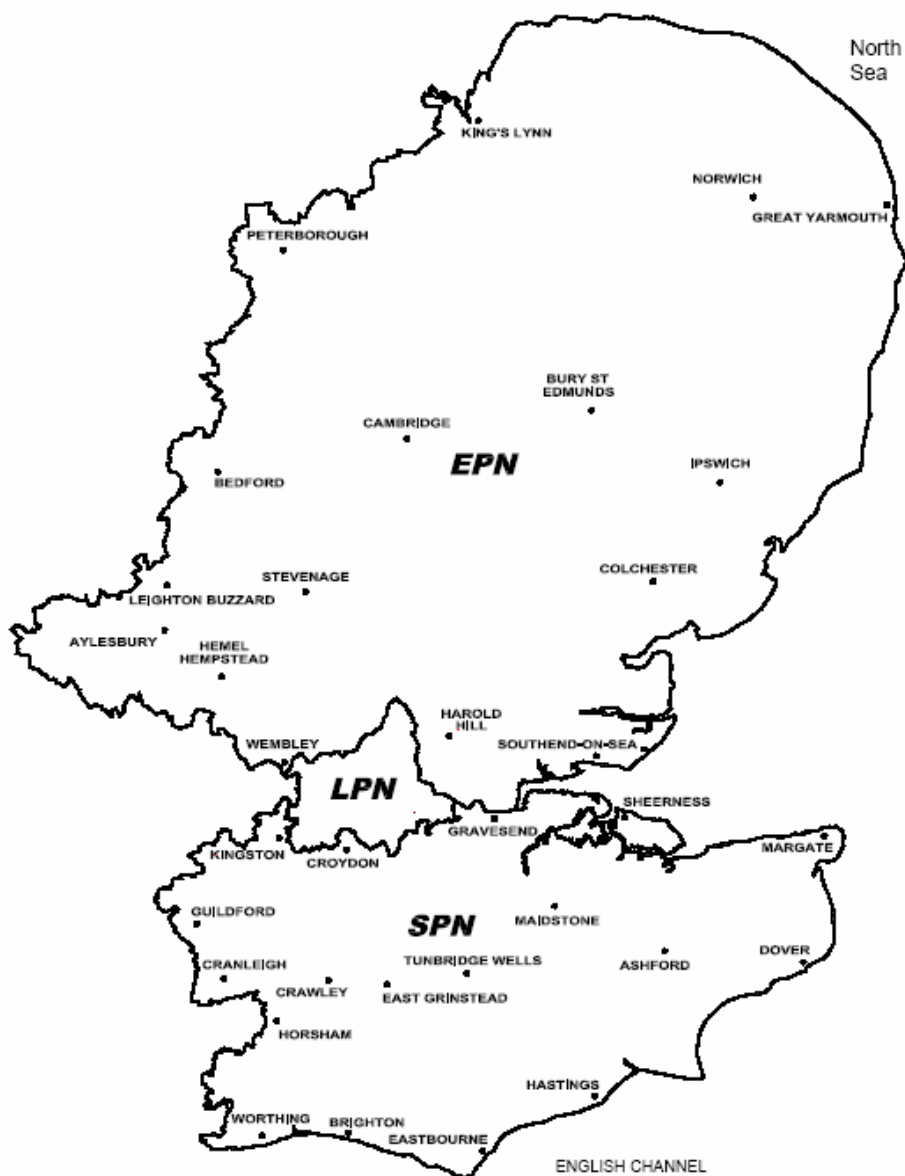 North
Sea
KING'S LYNN
NORWICH
GREAT YARMOUTH
PETERBOROUGH
BURY ST
EDMUNDS
CAMBRIDGE
EPN
IPSWICH
BEDFORD
COLCHESTER
STEVENAGE
LEIGHTON BUZZARD
AYLESBURY
HEMEL
HEMPSTEAD
HAROLD
HILL
WEMBLEY
SOUTHEND-ON-SEA
LPN
SHEERNESS
GRAVESEND
MARGATE
KINGSTON
CROYDON
GUILDFORD
MAIDSTONE
SPN
DOVER
TUNBRIDGE WELLS
ASHFORD
CRANLEIGH
CRAWLEY
EAST GRINSTEAD
HORSHAM
HASTINGS
WORTHING
BRIGHTON
EASTBOURNE
ENGLISH CHANNEL